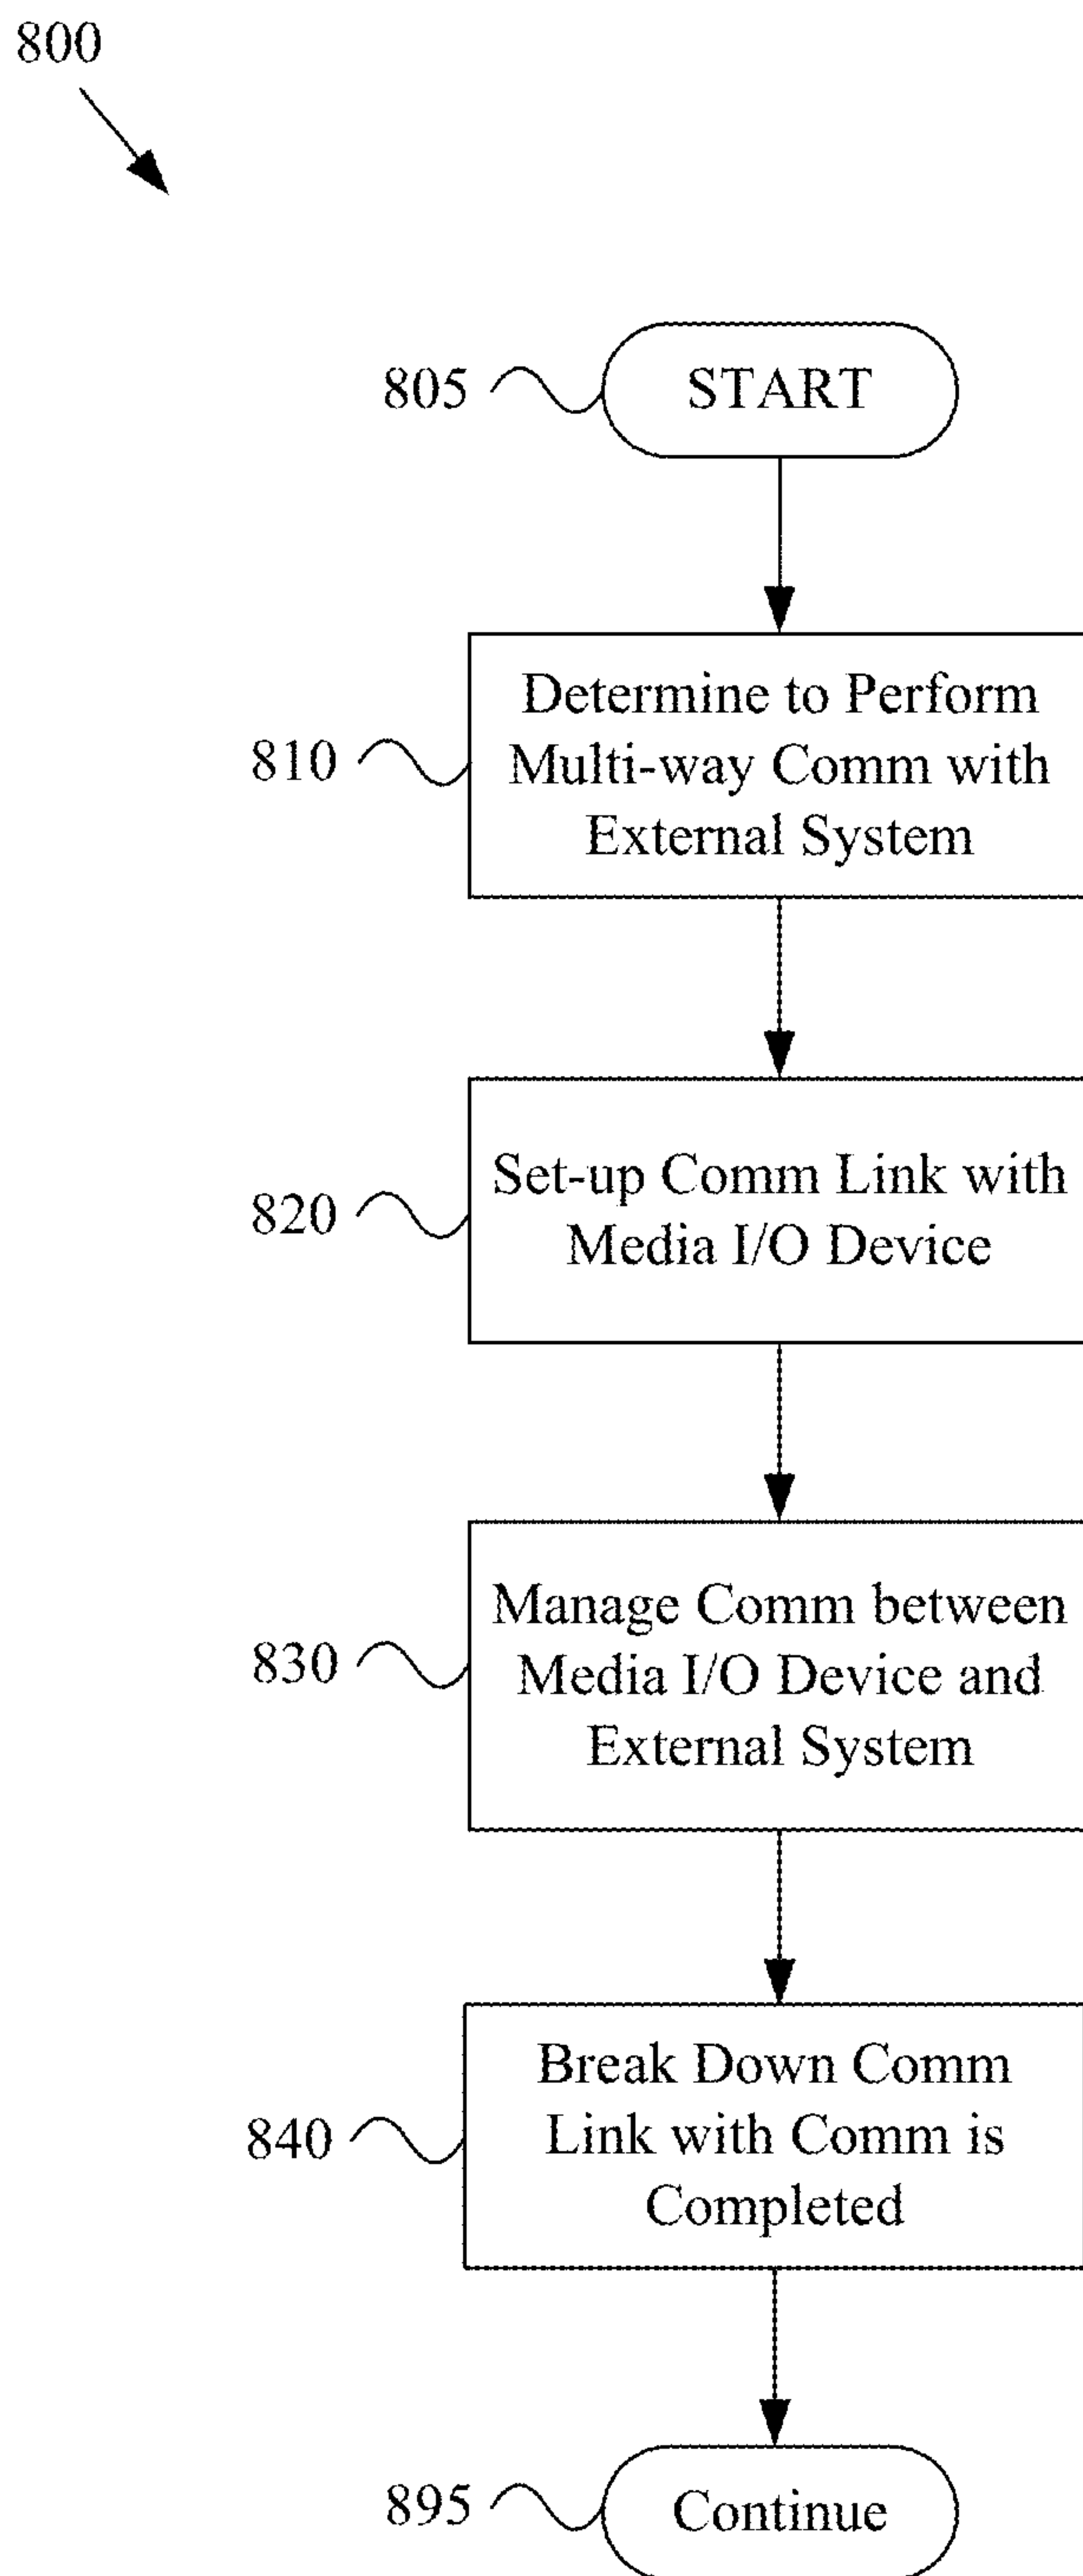 800
805
START
810
Determine to Perform
Multi-way Comm with
External System
820
Set-up Comm Link with
Media I/O Device
830
Manage Comm between
Media I/O Device and
External System
840
Break Down Comm
Link with Comm is
Completed
895
Continue